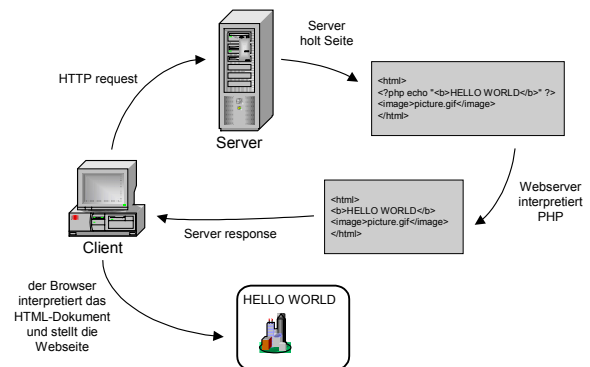 Server
holt Seite
HTTP request
<html>
<?php echo "<b>HELLO WORLD</b>" ?>
<image>picture.gif</image>
</html>
Server
Webserver
interpretiert
PHP
<html>
<b>HELLO WORLD</b>
<image>picture.gif</image>
</html>
Server response
Client
der Browser
interpretiert das
HTML-Dokument
und stellt die
Webseite
HELLO WORLD